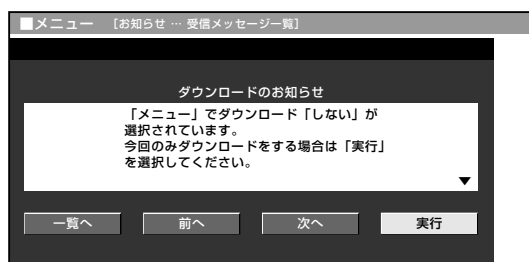 ■メニュー [お知らせ … 受信メッセージ一覧]
ダウンロードのお知らせ
「メニュー」でダウンロード「しない」が
選択されています。
今回のみダウンロードをする場合は「実行」
を選択してください。
▼
一覧へ 前へ 次へ 実行